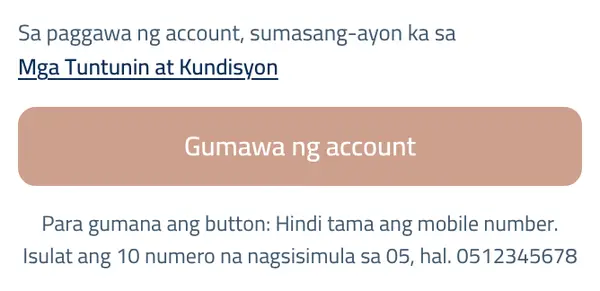 Sa paggawa ng account, sumasang-ayon ka sa
Mga Tuntunin at Kundisyon
Gumawa ng account
Para gumana ang button: Hindi tama ang mobile number.
Isulat ang 10 numero na nagsisimula sa 05, hal. 0512345678